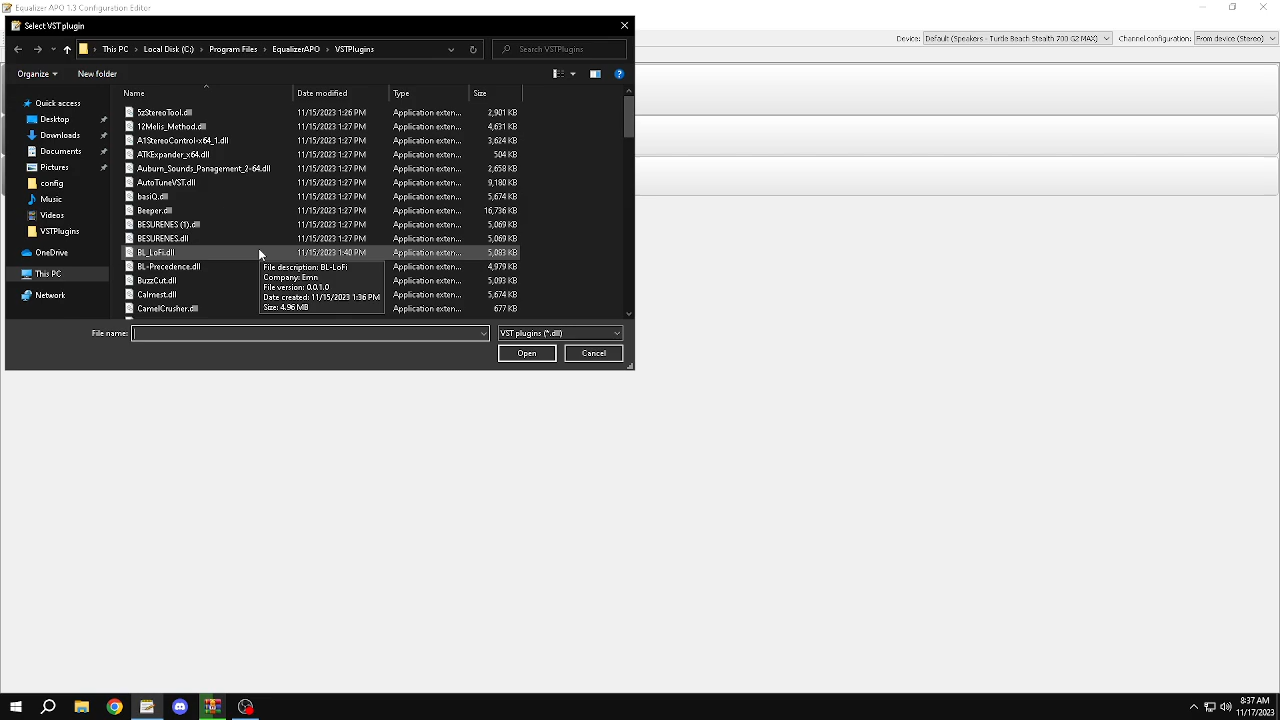 Equalizer APO 1.3 Configuration Editor
Select VST plugin
This PC > Local Disk (C:) > Program Files > EqualizerAPO > VSTPlugins
Search VSTPlugins
Device: Default (Speakers - Turtle Beach Stealth 700 G2 MAX)
Channel configuration: From device (Stereo)
Organize
New folder
Name Date modified Type Size
Quick access
Desktop
Downloads
Documents
Pictures
config
Music
Videos
VSTPlugins
OneDrive
This PC
Network
5zStereoTool.dll 11/15/2023 1:26 PM Application exten... 2,901 KB
12Melis_Method.dll 11/15/2023 1:27 PM Application exten... 4,631 KB
A1StereoControl-x64_1.dll 11/15/2023 1:27 PM Application exten... 3,624 KB
ATKExpander_x64.dll 11/15/2023 1:27 PM Application exten... 504 KB
Auburn_Sounds_Panagement_2-64.dll 11/15/2023 1:27 PM Application exten... 2,658 KB
AutoTuneVST.dll 11/15/2023 1:27 PM Application exten... 9,180 KB
basiQ.dll 11/15/2023 1:27 PM Application exten... 5,674 KB
Beeper.dll 11/15/2023 1:27 PM Application exten... 16,736 KB
BESURENES (1).dll 11/15/2023 1:27 PM Application exten... 5,069 KB
BESURENES.dll 11/15/2023 1:27 PM Application exten... 5,069 KB
BL_LoFi.dll 11/15/2023 1:40 PM Application exten... 5,083 KB
BL-Precedence.dll Application exten... 4,979 KB
BuzzCut.dll Application exten... 5,093 KB
Calmest.dll Application exten... 5,674 KB
CamelCrusher.dll Application exten... 677 KB
File description: BL-LoFi
Company: Emn
File version: 0.0.1.0
Date created: 11/15/2023 1:36 PM
Size: 4.96 MB
File name:
VST plugins (*.dll)
Open
Cancel
8:37 AM
11/17/2023